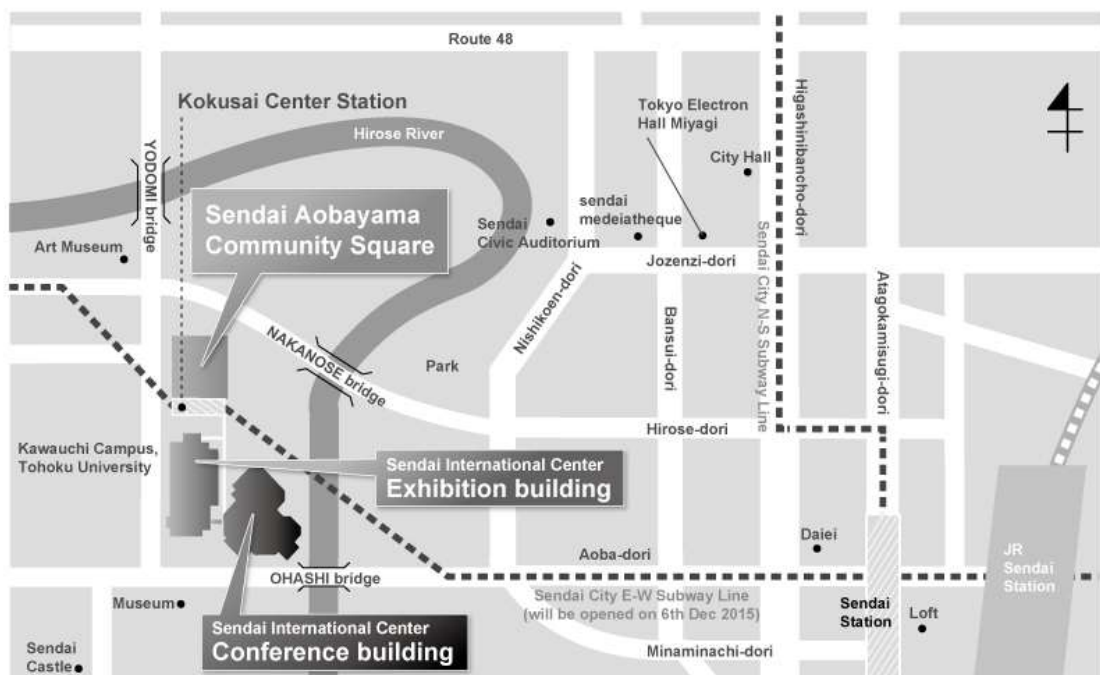 Route 48
Kokusai Center Station
Hirose River
YODOMI bridge
Tokyo Electron
Hall Miyagi
City Hall
Higashinibancho-dori
Sendai Aobayama
Community Square
Art Museum
Sendai
Civic Auditorium
sendai
medeiatheque
Jozenzi-dori
Sendai City N-S Subway Line
Atagokamisugi-dori
Nishikoen-dori
Bansui-dori
NAKANOSE bridge
Park
Hirose-dori
Kawauchi Campus,
Tohoku University
Sendai International Center
Exhibition building
Aoba-dori
Daiei
JR
Sendai
Station
OHASHI bridge
Sendai City E-W Subway Line
(will be opened on 6th Dec 2015)
Sendai
Station
Loft
Museum
Sendai International Center
Conference building
Minaminachi-dori
Sendai
Castle